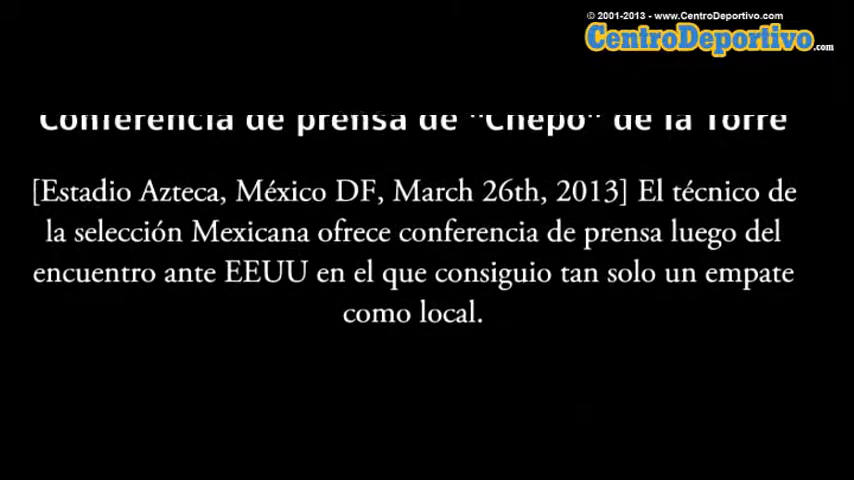 © 2001-2013 - www.CentroDeportivo.com
CentroDeportivo.com
Conferencia de prensa de "Chepo" de la Torre
[Estadio Azteca, México DF, March 26th, 2013] El técnico de
la selección Mexicana ofrece conferencia de prensa luego del
encuentro ante EEUU en el que consiguio tan solo un empate
como local.